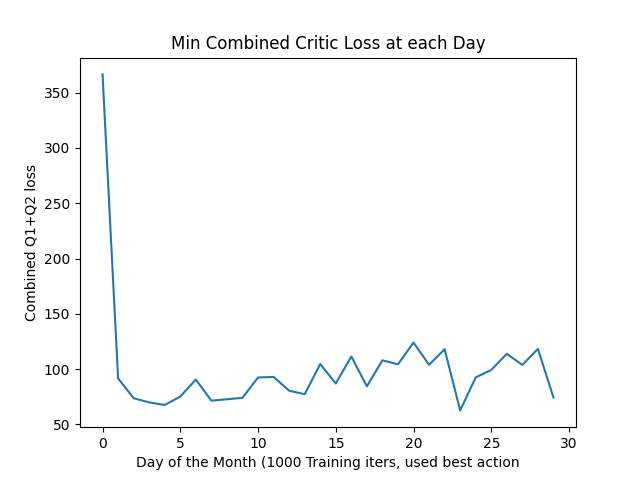 Min Combined Critic Loss at each Day
Combined Q1+Q2 loss
350
300
250
200
150
100
50
0 5 10 15 20 25 30
Day of the Month (1000 Training iters, used best action